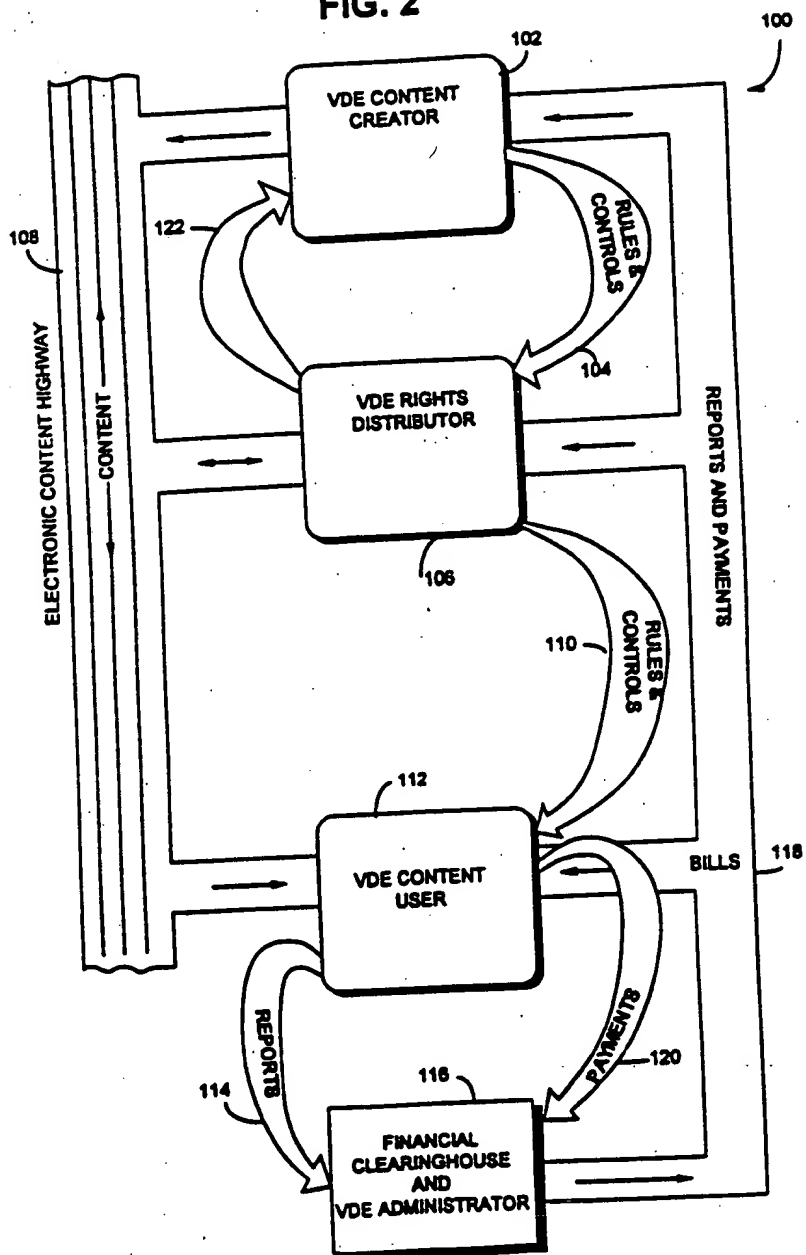 FIG. 2
100
102
VDE CONTENT
CREATOR
108
122
RULES &
CONTROLS
104
ELECTRONIC CONTENT HIGHWAY
CONTENT
VDE RIGHTS
DISTRIBUTOR
REPORTS AND PAYMENTS
106
110
RULES &
CONTROLS
112
VDE CONTENT
USER
BILLS
118
REPORTS
PAYMENTS
114
116
120
FINANCIAL
CLEARINGHOUSE
AND
VDE ADMINISTRATOR